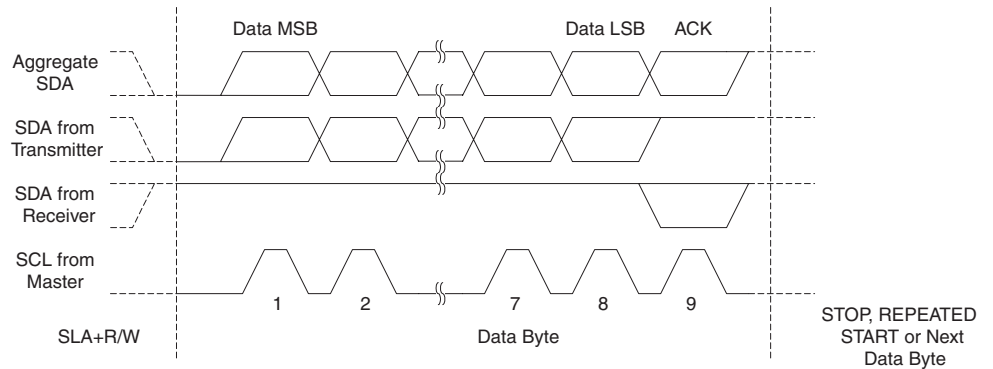 Data MSB
Data LSB
ACK
Aggregate
SDA
SDA from
Transmitter
SDA from
Receiver
SCL from
Master
1
2
7
8
9
SLA+R/W
Data Byte
STOP, REPEATED
START or Next
Data Byte